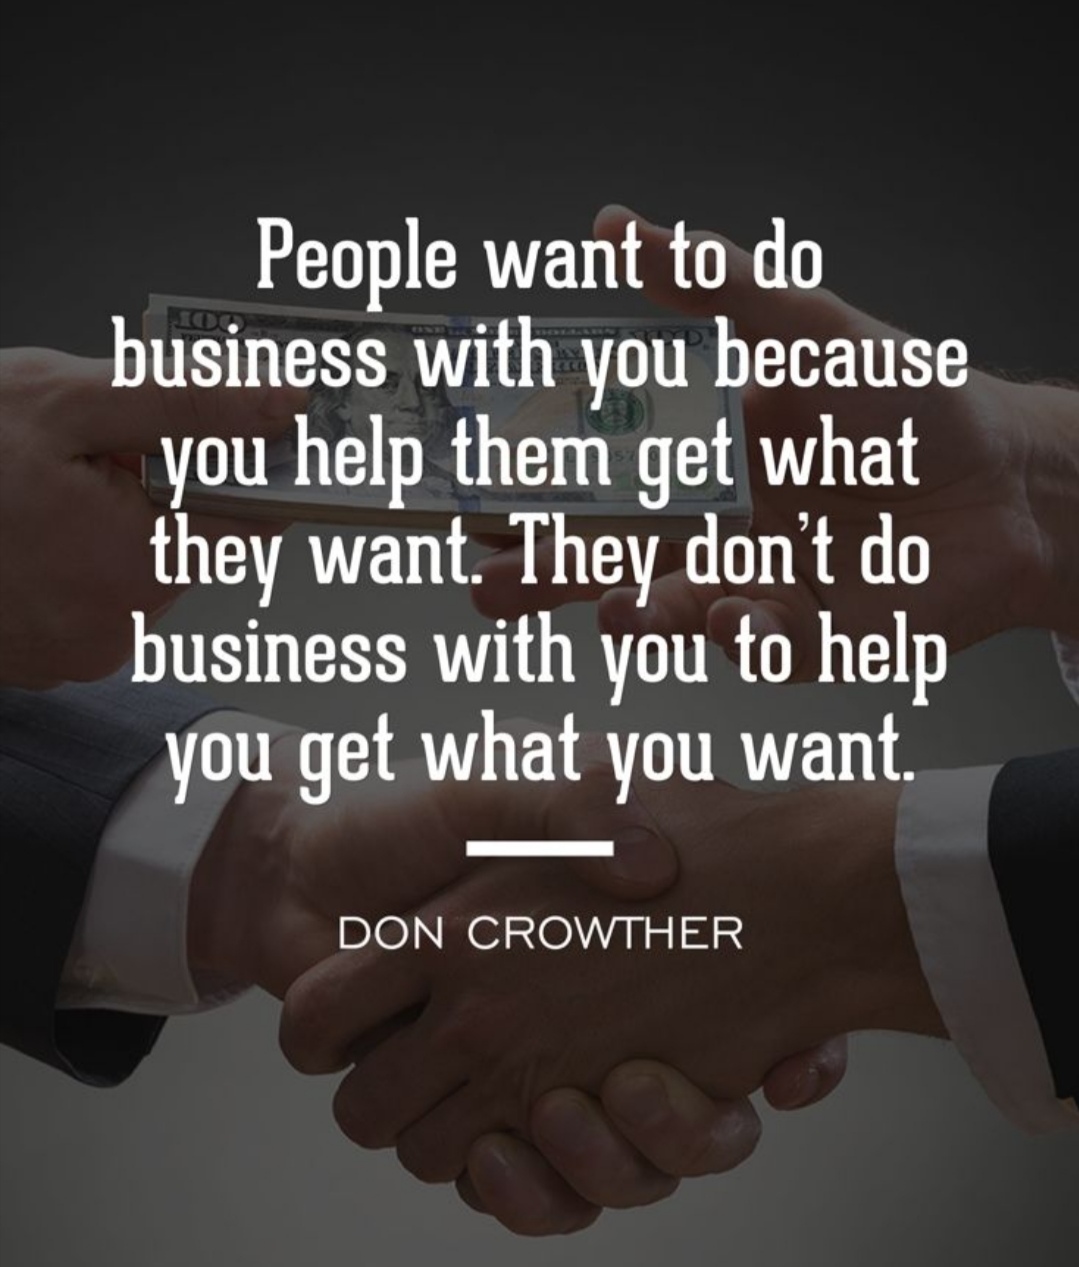 People want to do
business with you because
you help them get what
they want. They don't do
business with you to help
you get what you want.
DON CROWTHER
100